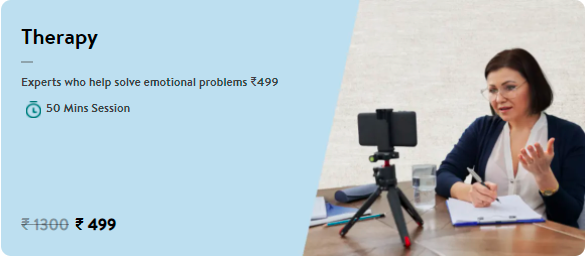 Therapy
Experts who help solve emotional problems ₹499
50 Mins Session
₹ 1300 ₹ 499